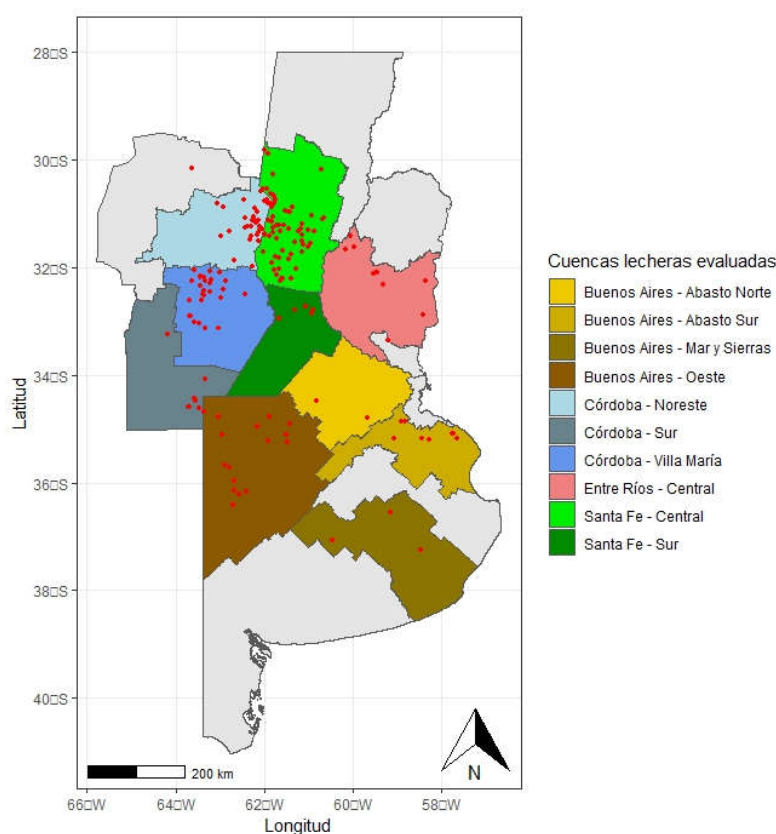 28□S
30□S
32□S
34□S
36□S
38□S
40□S
Latitud
Cuencas lecheras evaluadas
Buenos Aires - Abasto Norte
Buenos Aires - Abasto Sur
Buenos Aires - Mar y Sierras
Buenos Aires - Oeste
Córdoba - Noreste
Córdoba - Sur
Córdoba - Villa María
Entre Ríos - Central
Santa Fe - Central
Santa Fe - Sur
200 km
N
66□W 64□W 62□W 60□W 58□W
Longitud